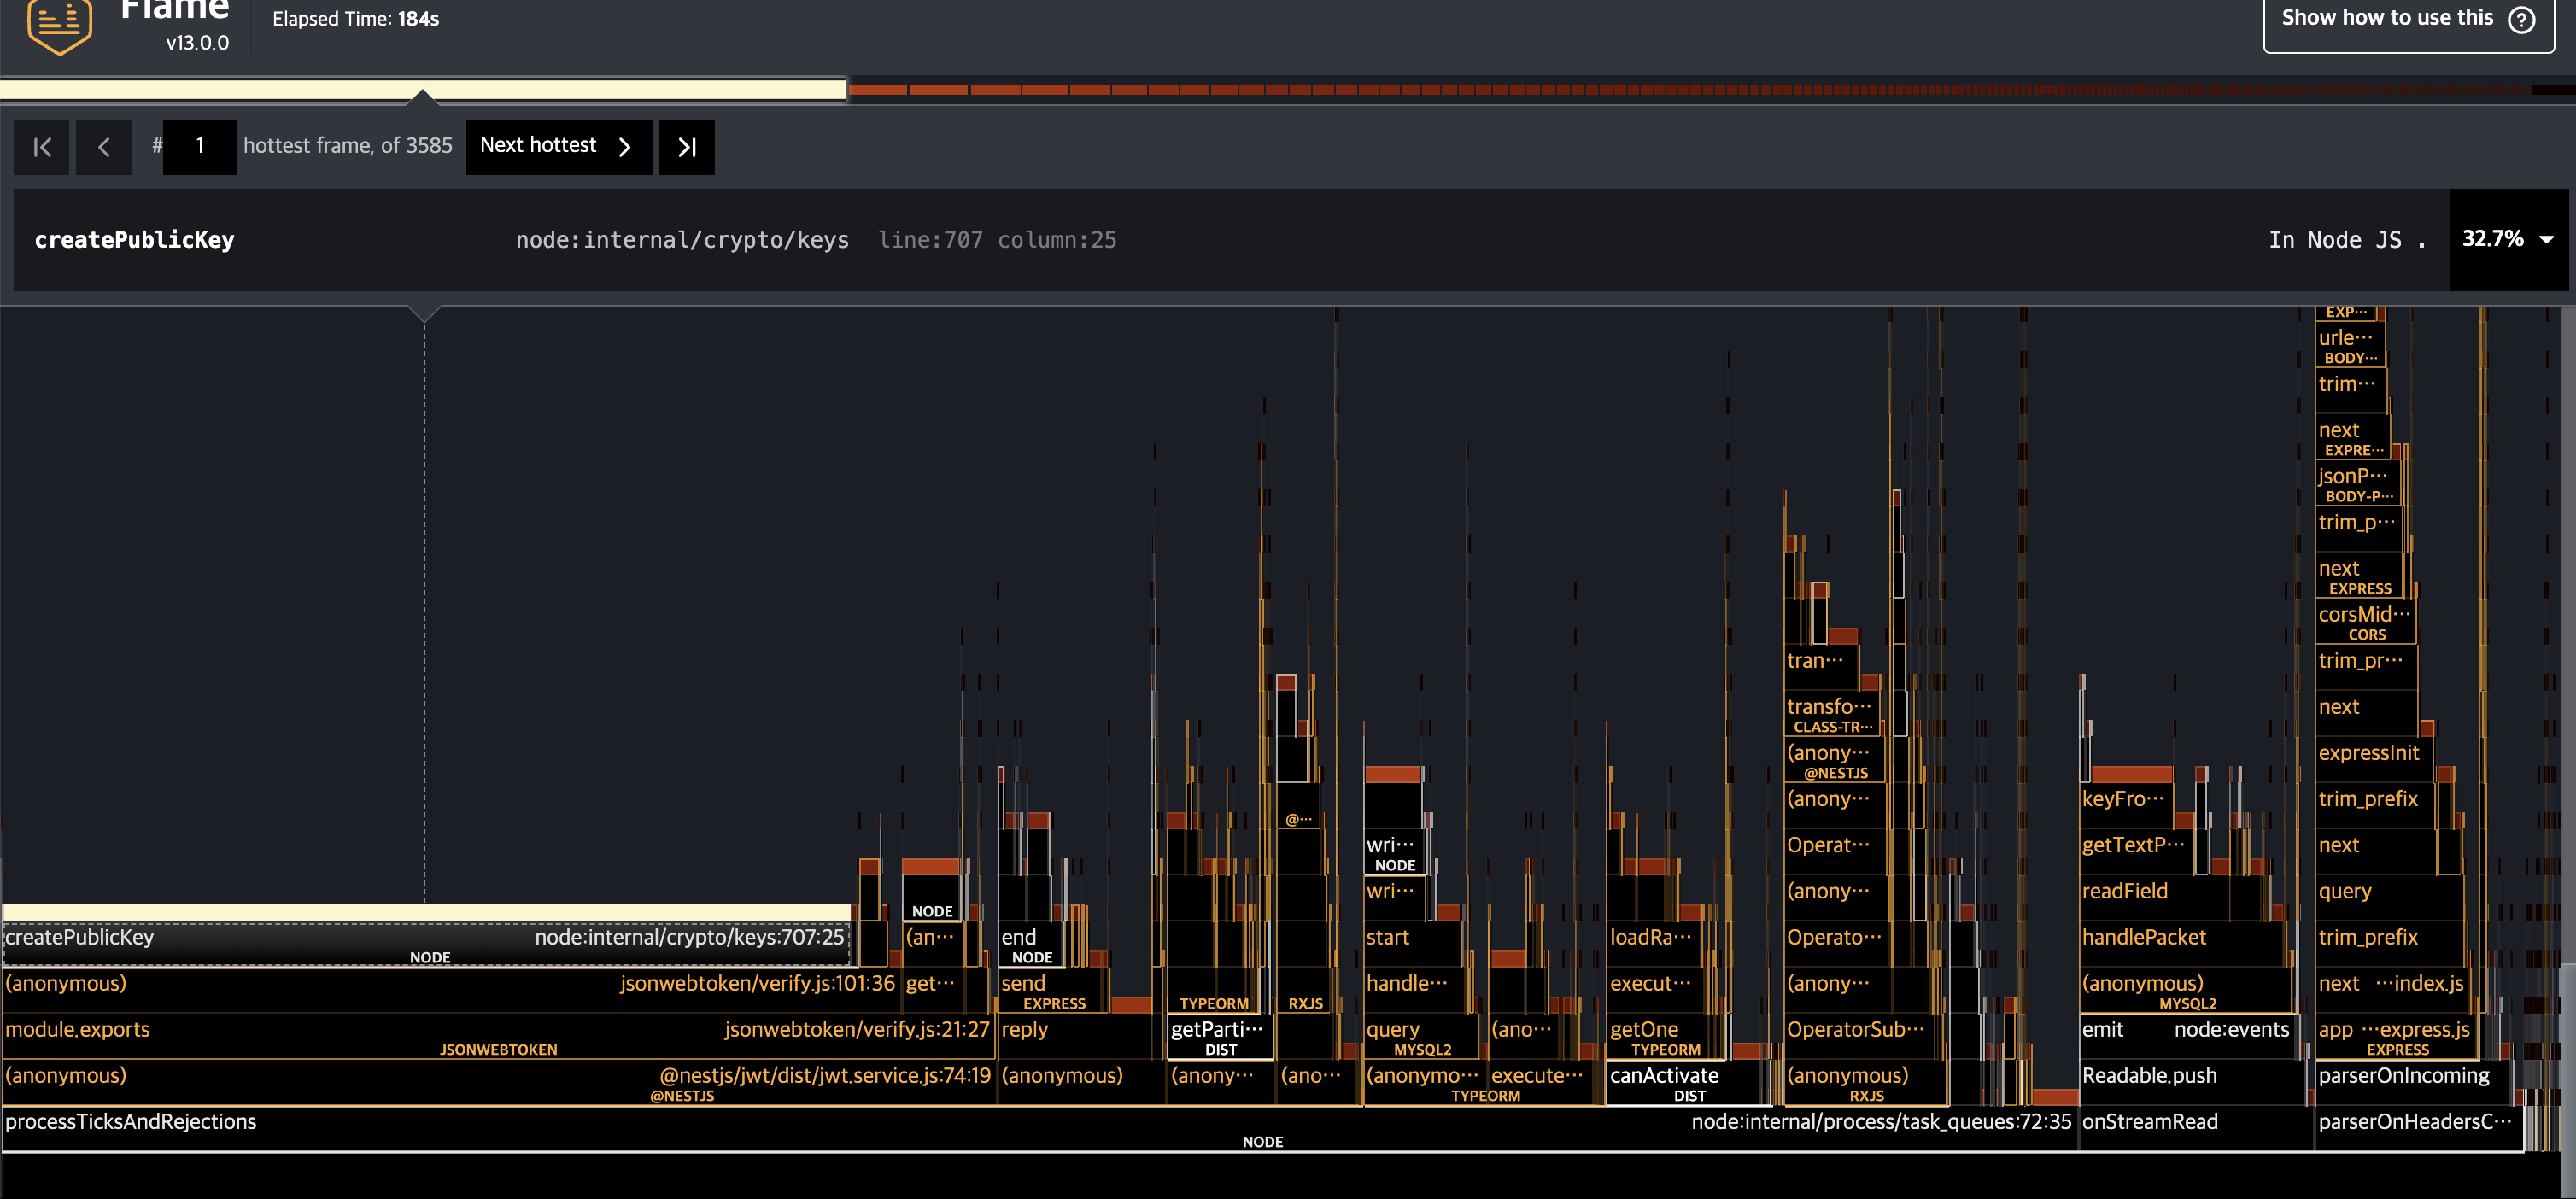 Flame
v13.0.0
Elapsed Time: 184s
Show how to use this ?
# 1 hottest frame, of 3585 Next hottest
createPublicKey node:internal/crypto/keys line:707 column:25 In Node JS . 32.7%
EXP···
urle···
BODY···
trim···
next
EXPRE···
jsonP···
BODY-P···
trim_p···
next
EXPRESS
corsMid···
CORS
tran··· trim_pr···
transfo··· next
CLASS-TR···
(anony··· expressInit
@NESTJS
(anony··· keyFro··· trim_prefix
@···
wri··· Operat··· getTextP··· next
NODE
wri··· (anony··· readField query
NODE
createPublicKey node:internal/crypto/keys:707:25 (an··· end start loadRa··· Operato··· handlePacket trim_prefix
NODE NODE
(anonymous) jsonwebtoken/verify.js:101:36 get··· send handle··· execut··· (anony··· (anonymous) next ···index.js
EXPRESS TYPEORM RXJS MYSQL2
module.exports jsonwebtoken/verify.js:21:27 reply getParti··· query (ano··· getOne OperatorSub··· emit node:events app ···express.js
JSONWEBTOKEN DIST MYSQL2 TYPEORM EXPRESS
(anonymous) @nestjs/jwt/dist/jwt.service.js:74:19 (anonymous) (anony··· (ano··· (anonymo··· execute··· canActivate (anonymous) Readable.push parserOnIncoming
@NESTJS TYPEORM DIST RXJS
processTicksAndRejections node:internal/process/task_queues:72:35 onStreamRead parserOnHeadersC···
NODE